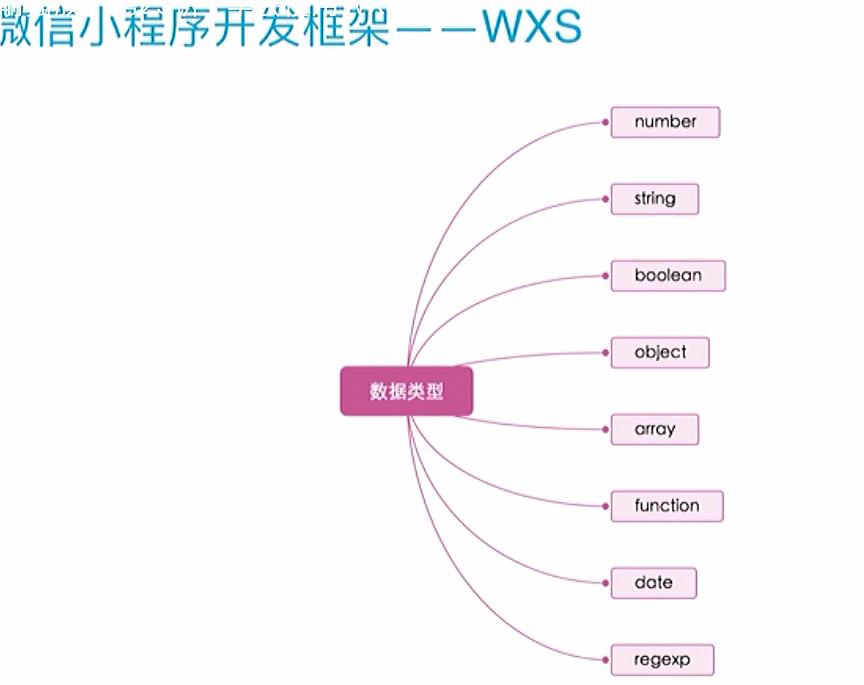 微信小程序开发框架——WXS
number
string
boolean
object
数据类型
array
function
date
regexp